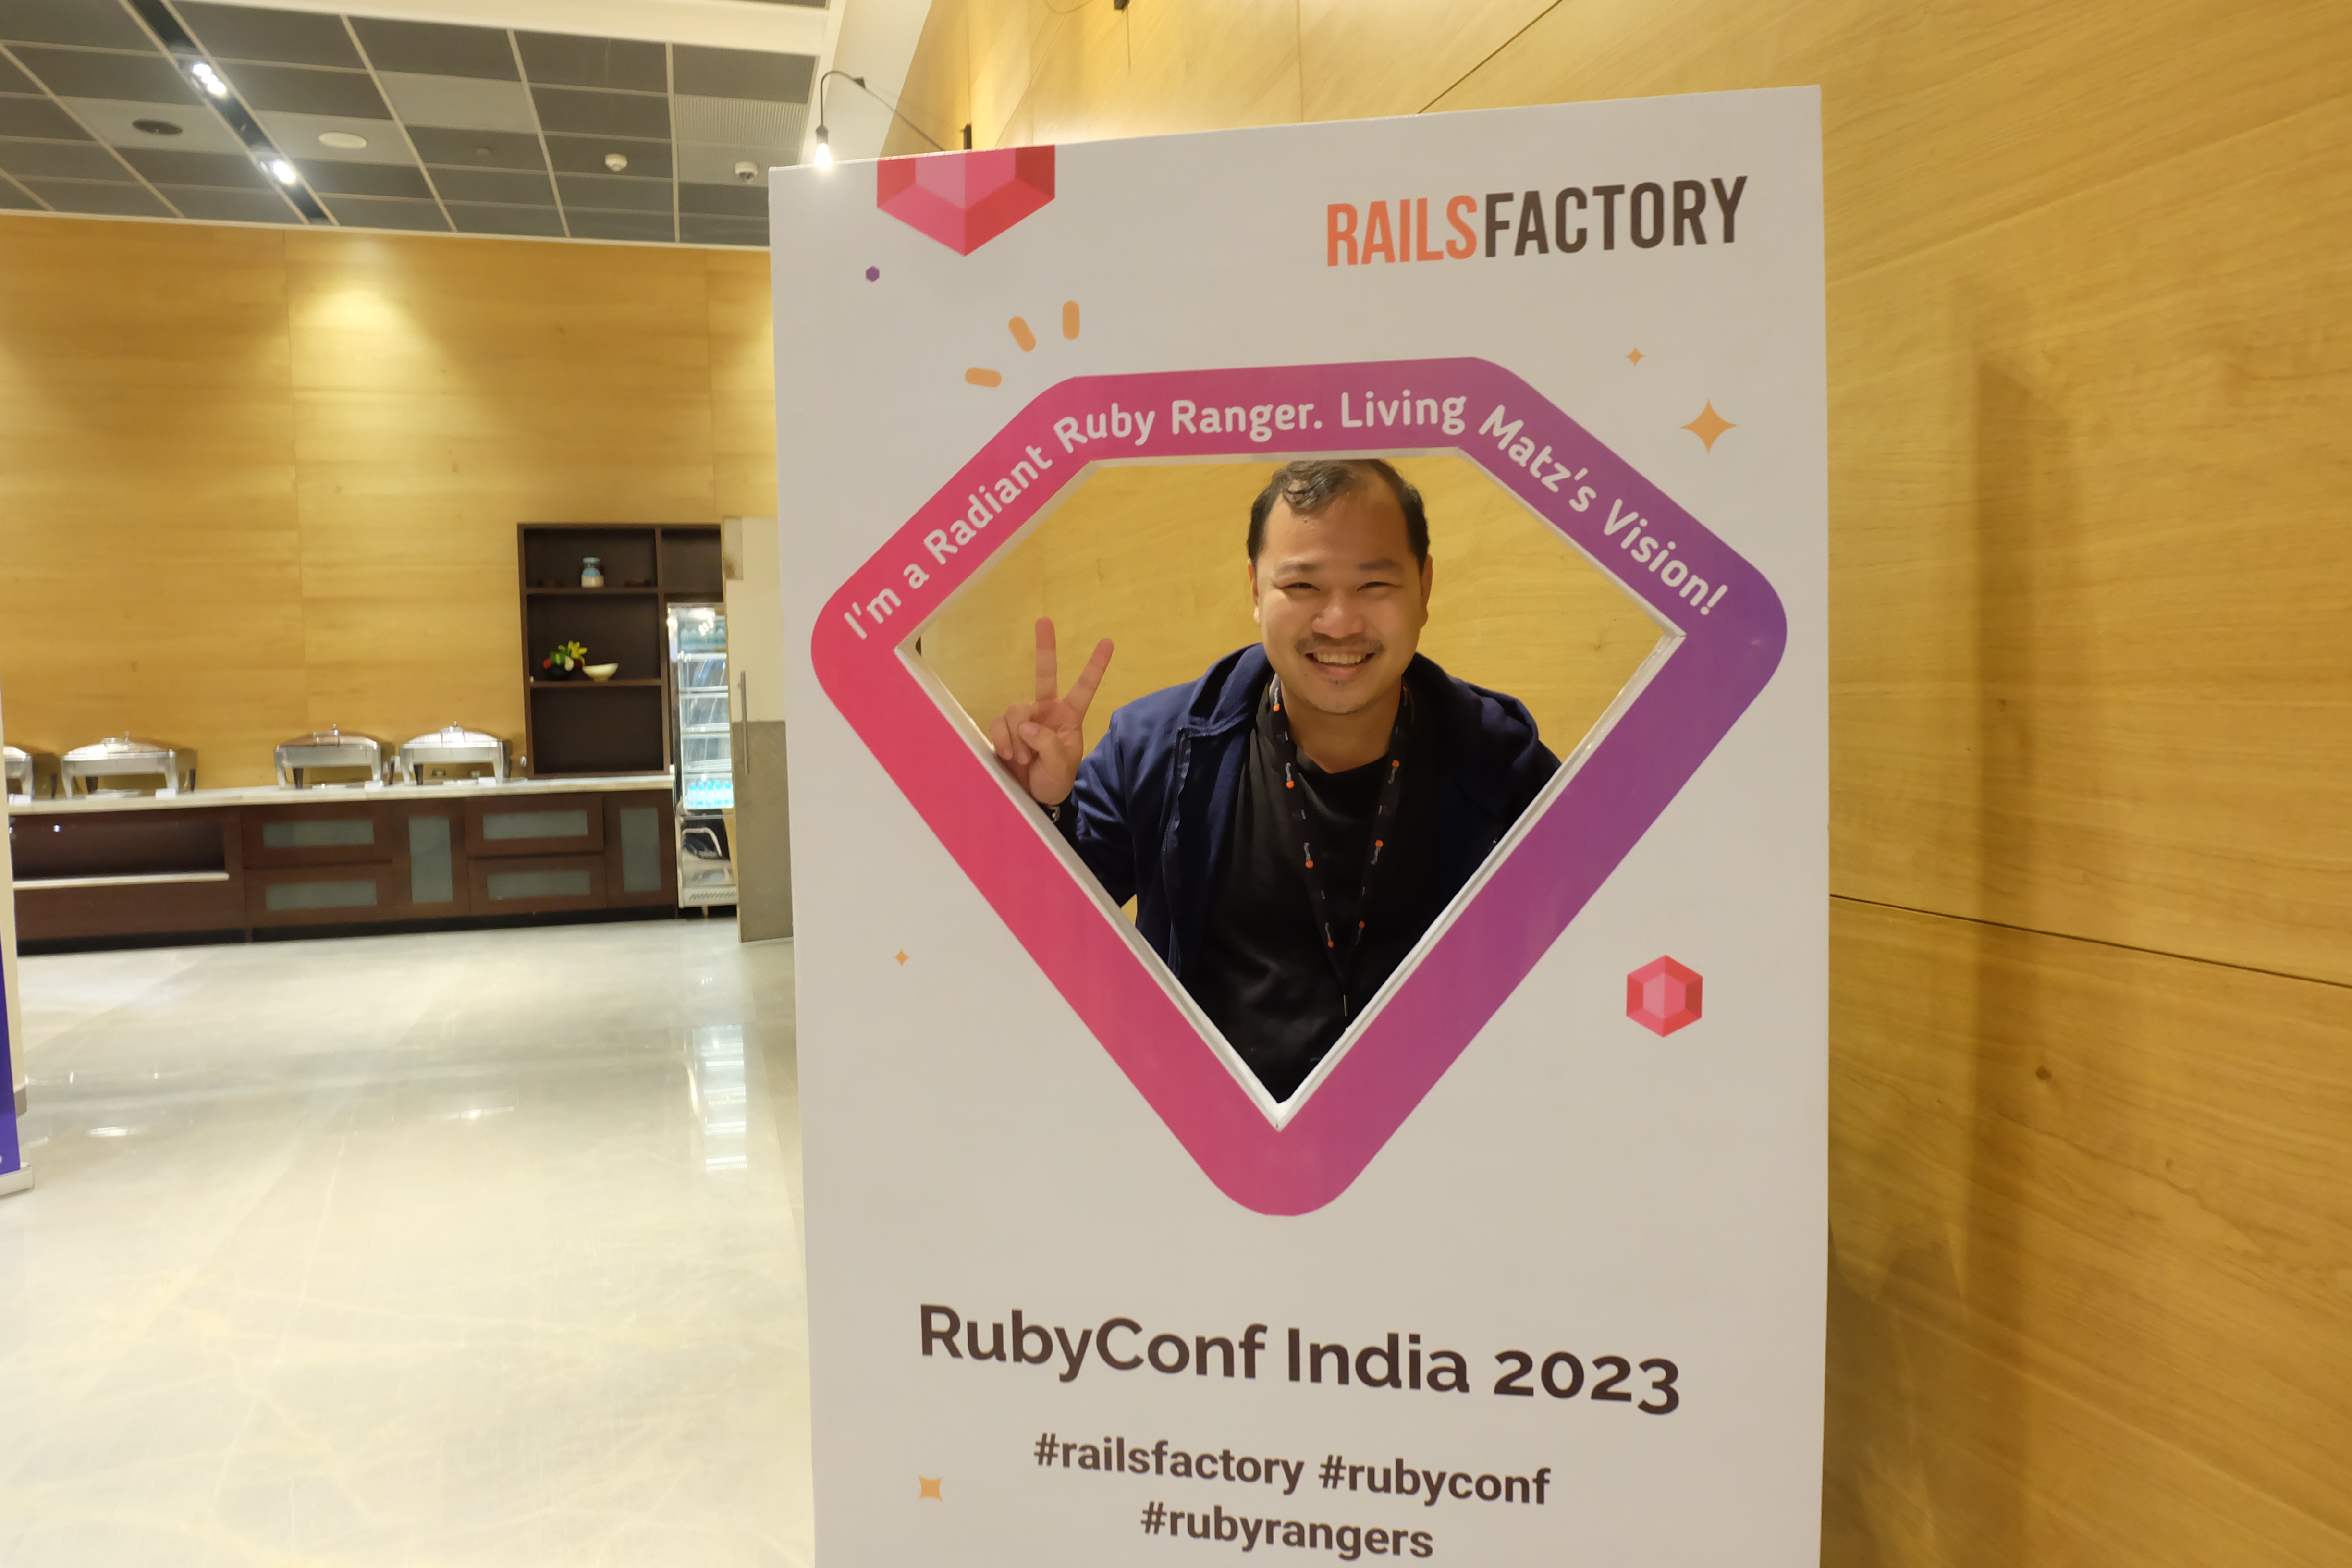 RAILSFACTORY
I'm a Radiant Ruby Ranger. Living Matz's Vision!
RubyConf India 2023
#railsfactory #rubyconf
#rubyrangers